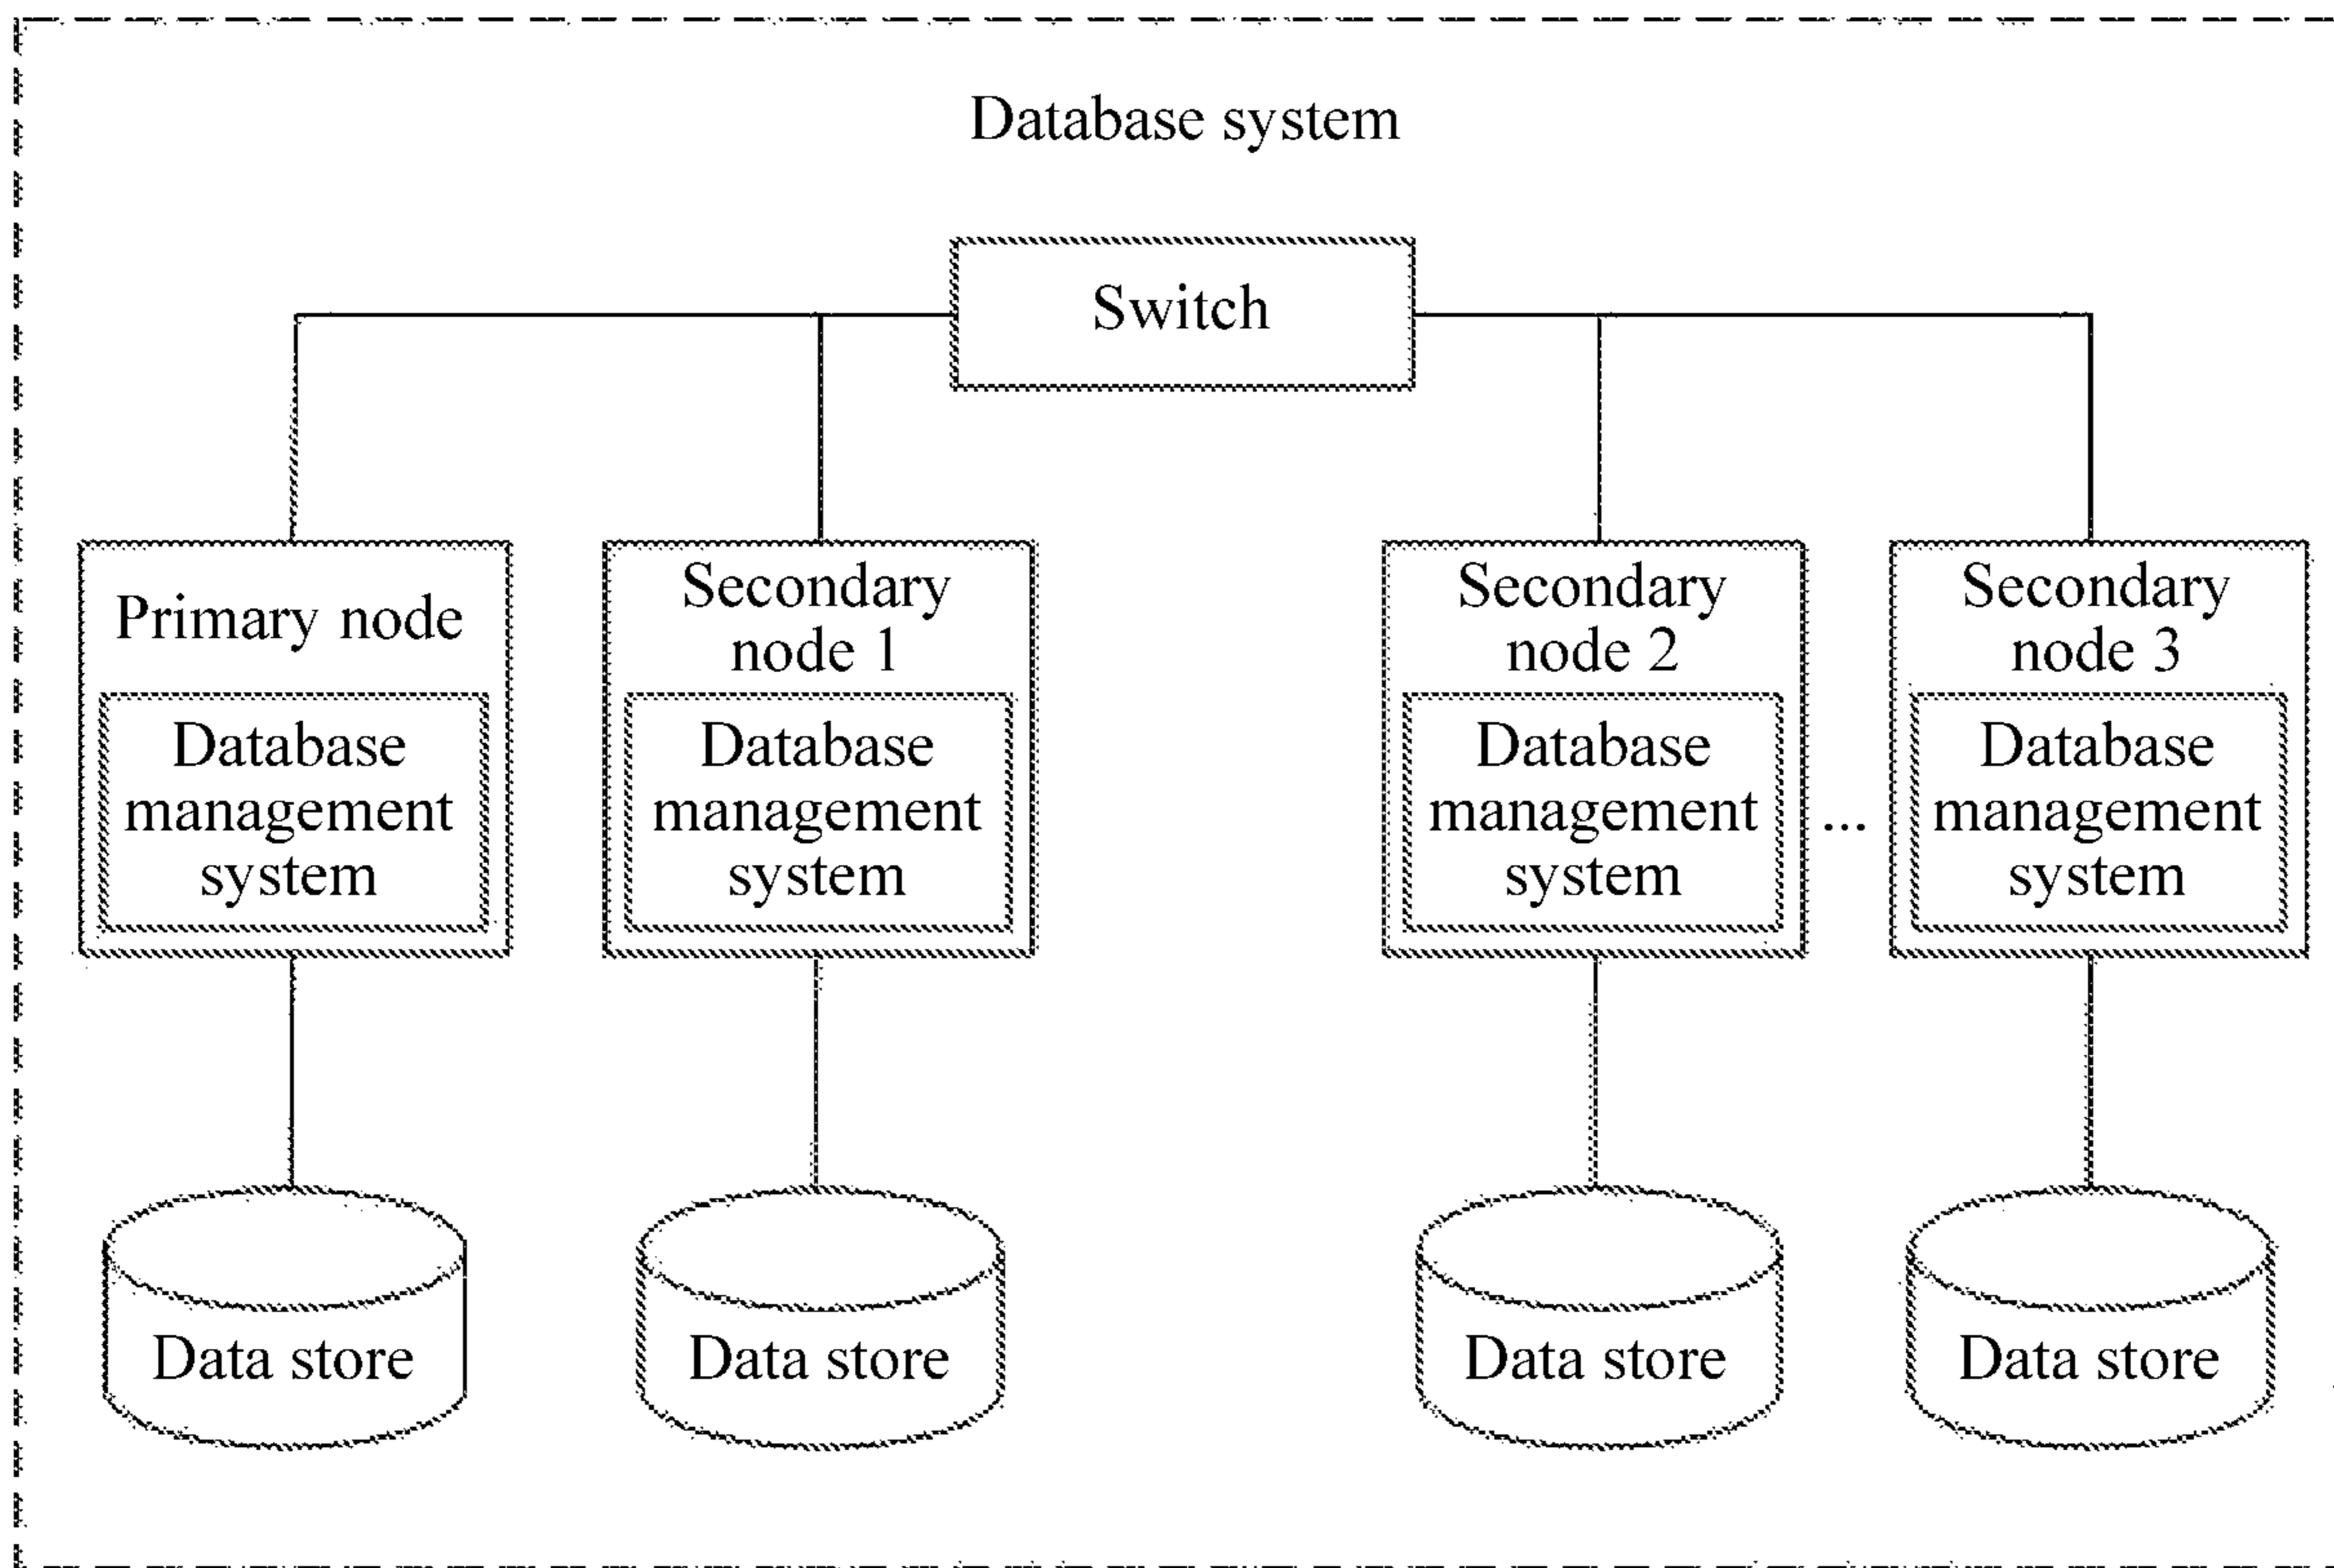 Database system
Switch
Primary node
Database
management
system
Secondary
node 1
Database
management
system
Secondary
node 2
Database
management
system
...
Secondary
node 3
Database
management
system
Data store
Data store
Data store
Data store